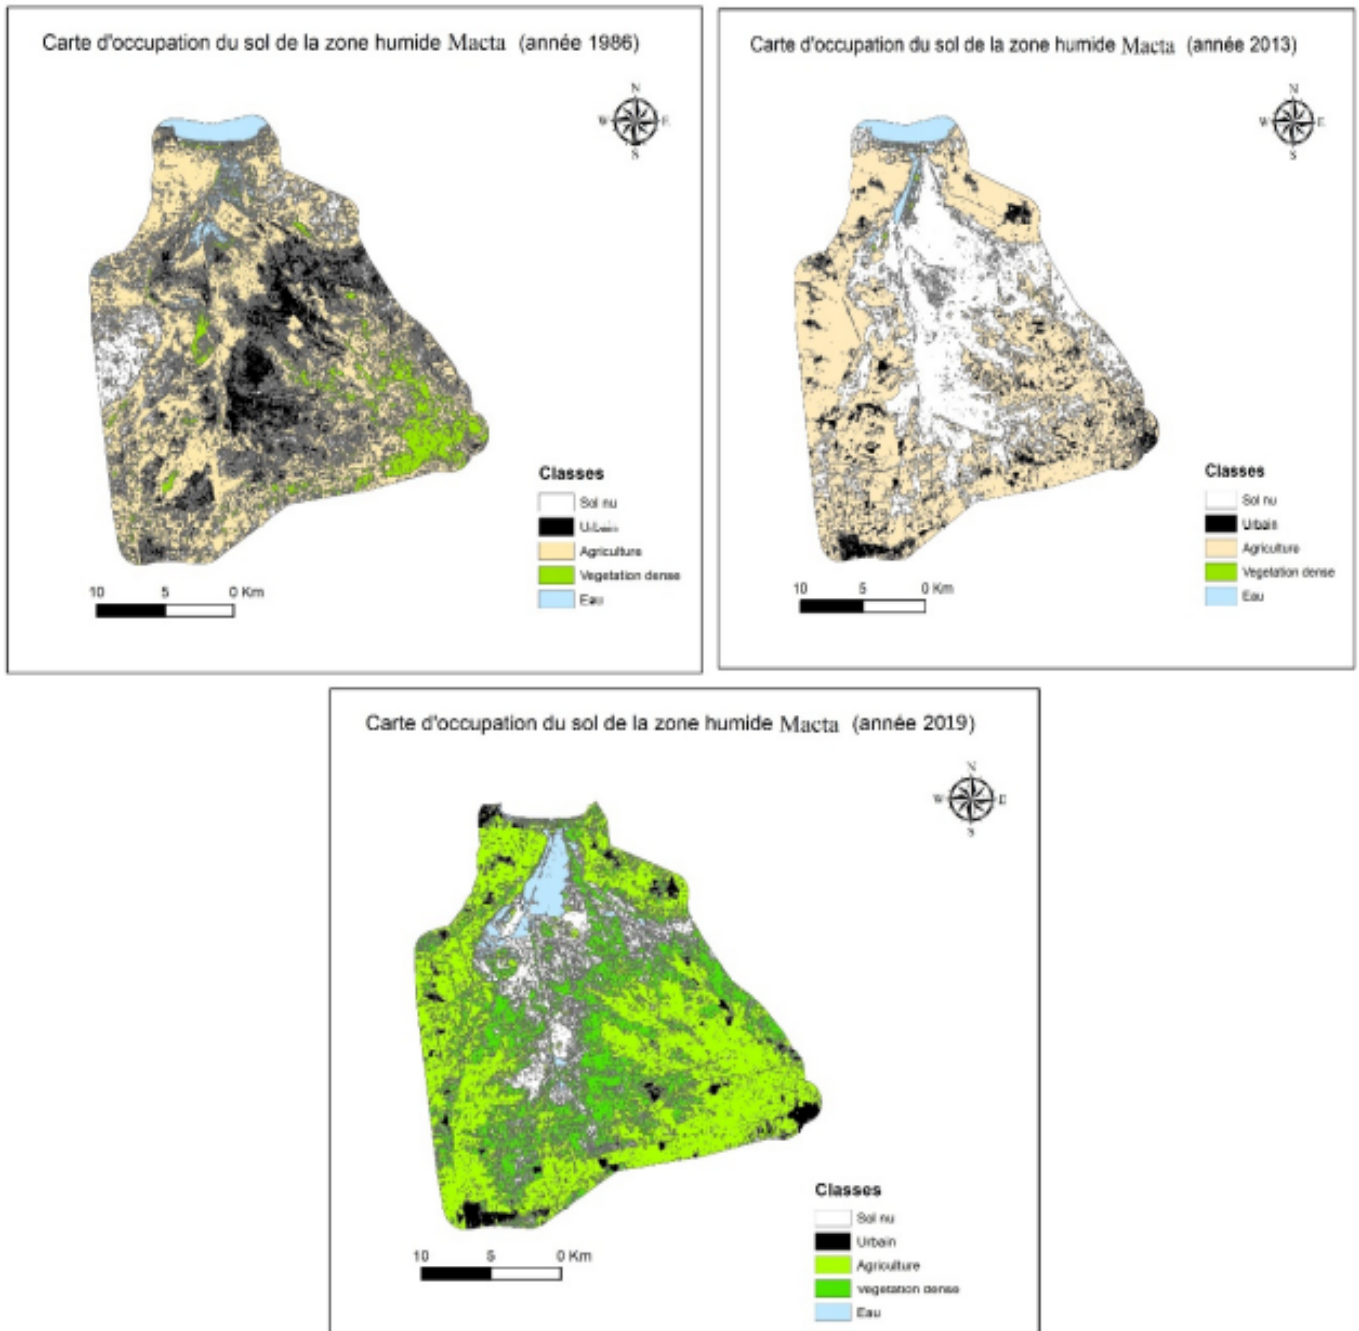 Carte d'occupation du sol de la zone humide Macta (année 1986)
N
W E
S
Classes
Sol nu
Urbain
Agriculture
Vegetation dense
Eau
10 5 0 Km
Carte d'occupation du sol de la zone humide Macta (année 2013)
N
W E
S
Classes
Sol nu
Urbain
Agriculture
Vegetation dense
Eau
10 5 0 Km
Carte d'occupation du sol de la zone humide Macta (année 2019)
N
W E
S
Classes
Sol nu
Urbain
Agriculture
Vegetation dense
Eau
10 5 0 Km